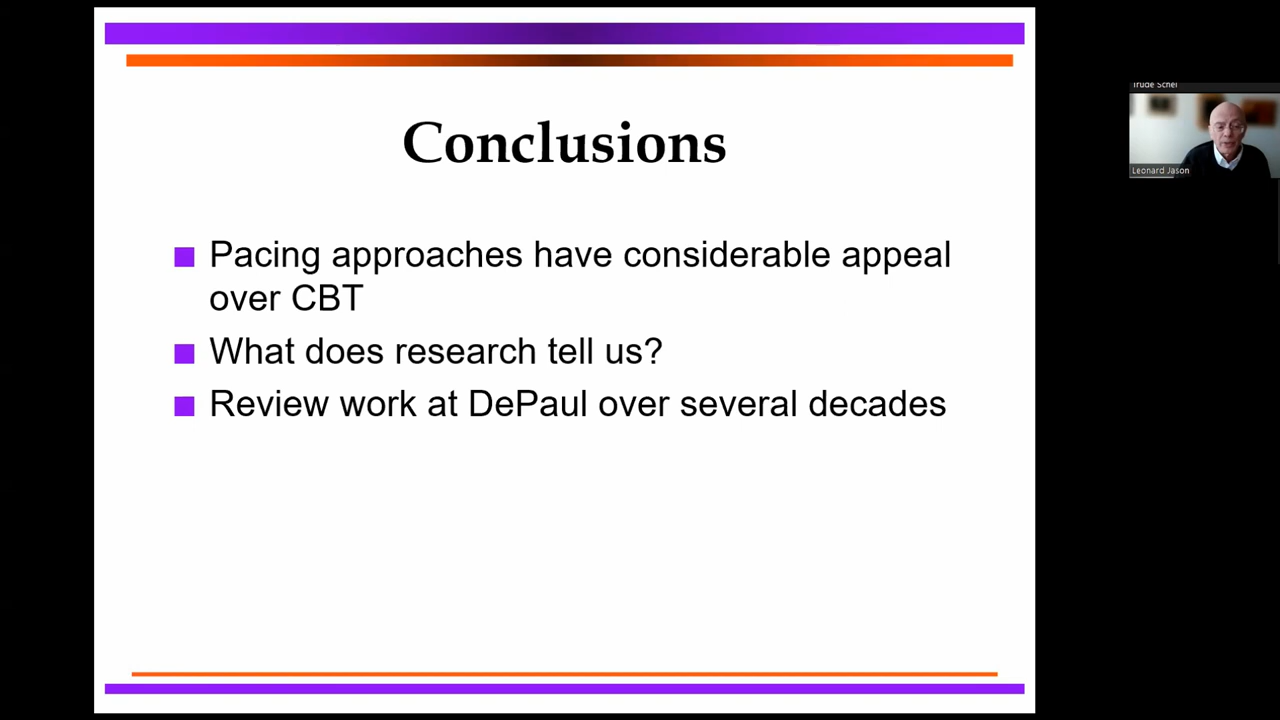 Conclusions
Pacing approaches have considerable appeal
over CBT
What does research tell us?
Review work at DePaul over several decades
Trude Schei
Leonard Jason